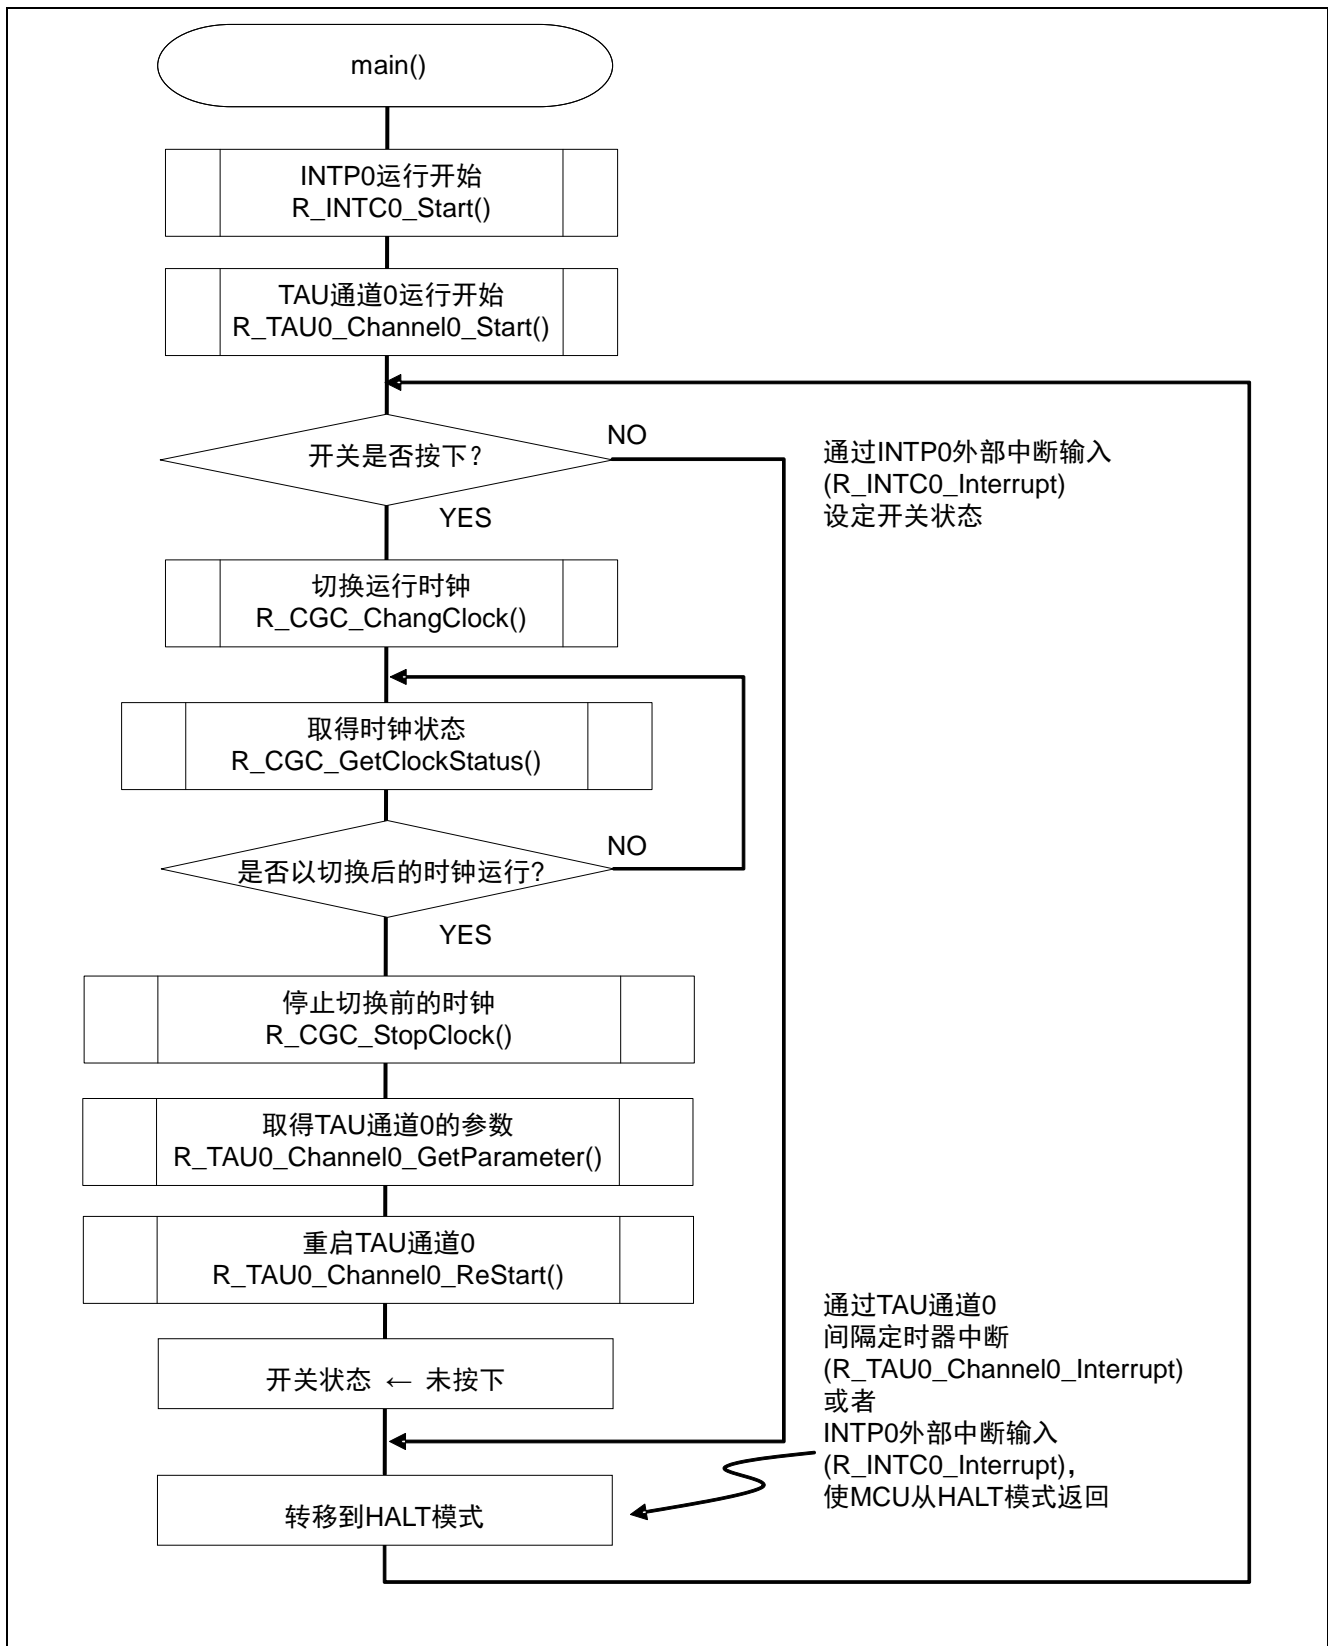 main()
INTP0运行开始
R_INTC0_Start()
TAU通道0运行开始
R_TAU0_Channel0_Start()
开关是否按下?
NO
YES
通过INTP0外部中断输入
(R_INTC0_Interrupt)
设定开关状态
切换运行时钟
R_CGC_ChangClock()
取得时钟状态
R_CGC_GetClockStatus()
是否以切换后的时钟运行?
NO
YES
停止切换前的时钟
R_CGC_StopClock()
取得TAU通道0的参数
R_TAU0_Channel0_GetParameter()
重启TAU通道0
R_TAU0_Channel0_ReStart()
开关状态 ← 未按下
通过TAU通道0
间隔定时器中断
(R_TAU0_Channel0_Interrupt)
或者
INTP0外部中断输入
(R_INTC0_Interrupt),
使MCU从HALT模式返回
转移到HALT模式